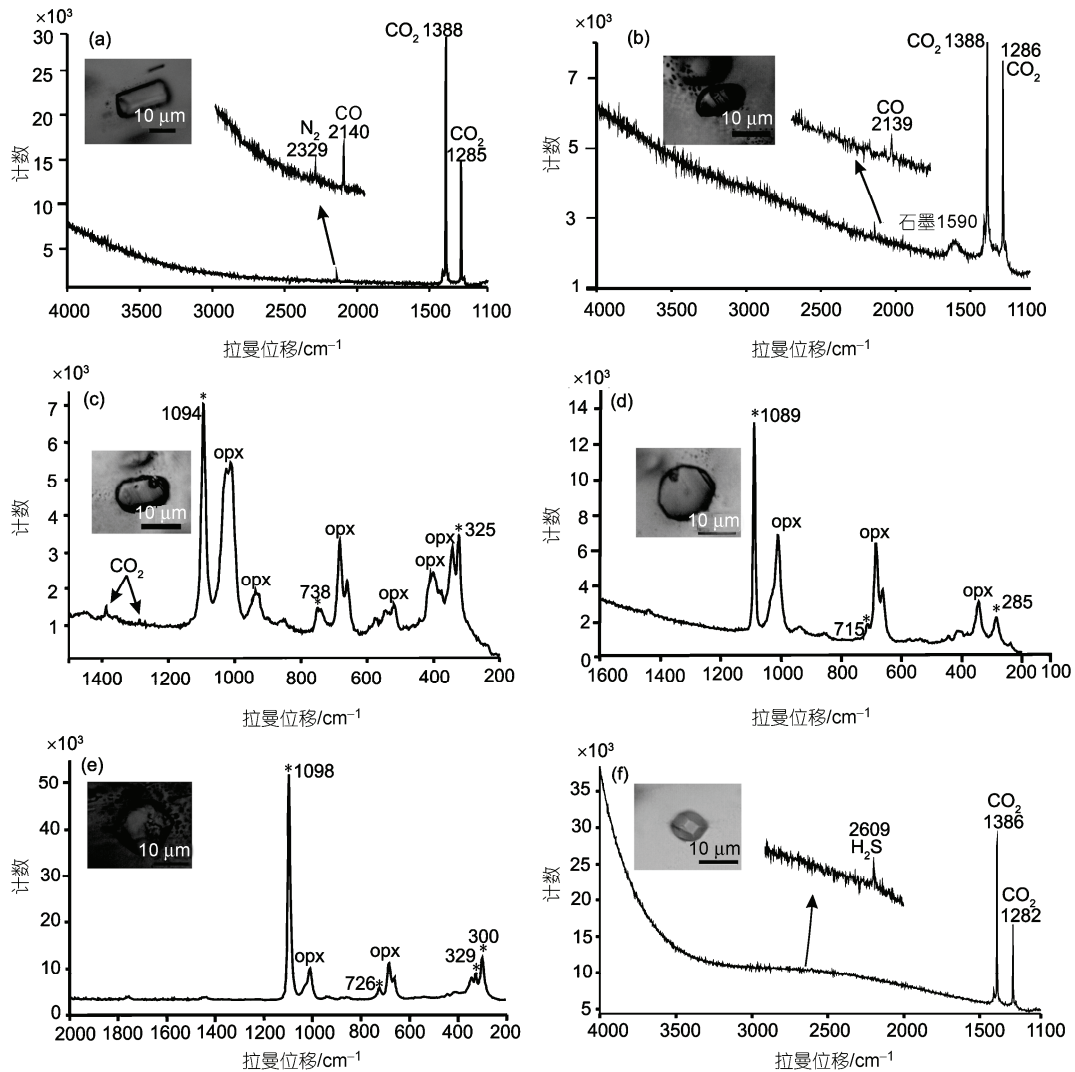 ×10³
(a)
30
25
20
15
10
5
计数
10 μm
N₂
2329
CO
2140
CO₂ 1388
CO₂
1285
4000 3500 3000 2500 2000 1500 1100
拉曼位移/cm⁻¹
×10³
(b)
7
5
3
1
计数
10 μm
CO
2139
石墨1590
CO₂ 1388
1286
CO₂
4000 3500 3000 2500 2000 1500 1100
拉曼位移/cm⁻¹
×10³
(c)
7
6
5
4
3
2
1
计数
10 μm
CO₂
1094
*
opx
opx
738
*
opx
opx
opx
opx
*325
1400 1200 1000 800 600 400 200
拉曼位移/cm⁻¹
×10³
(d)
14
12
10
8
6
4
2
0
计数
10 μm
*1089
opx
715
*
opx
opx
*285
1600 1400 1200 1000 800 600 400 200 100
拉曼位移/cm⁻¹
×10³
(e)
50
40
30
20
10
0
计数
10 μm
*1098
opx
726*
opx
329
*
300
*
2000 1800 1600 1400 1200 1000 800 600 400 200
拉曼位移/cm⁻¹
×10³
(f)
35
30
25
20
15
10
5
计数
10 μm
2609
H₂S
CO₂
1386
CO₂
1282
4000 3500 3000 2500 2000 1500 1100
拉曼位移/cm⁻¹